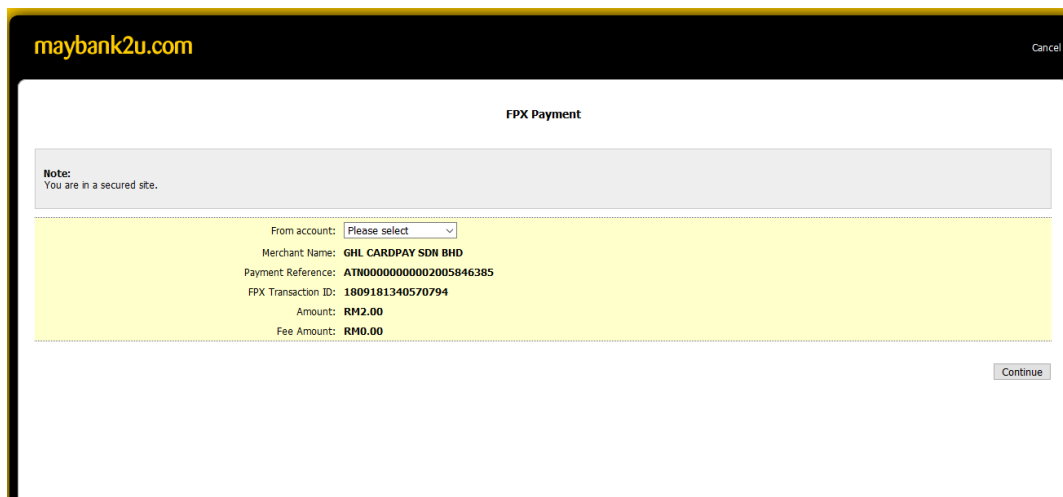 maybank2u.com
Cancel
FPX Payment
Note:
You are in a secured site.
From account: Please select
Merchant Name: GHL CARDPAY SDN BHD
Payment Reference: ATN00000000002005846385
FPX Transaction ID: 1809181340570794
Amount: RM2.00
Fee Amount: RM0.00
Continue